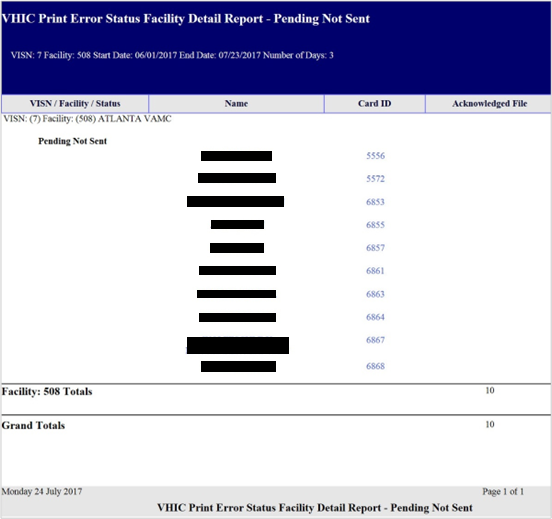 VHIC Print Error Status Facility Detail Report - Pending Not Sent
VISN: 7 Facility: 508 Start Date: 06/01/2017 End Date: 07/23/2017 Number of Days: 3
VISN / Facility / Status Name Card ID Acknowledged File
VISN: (7) Facility: (508) ATLANTA VAMC
Pending Not Sent
5556
5572
6853
6855
6857
6861
6863
6864
6867
6868
Facility: 508 Totals 10
Grand Totals 10
Monday 24 July 2017 Page 1 of 1
VHIC Print Error Status Facility Detail Report - Pending Not Sent